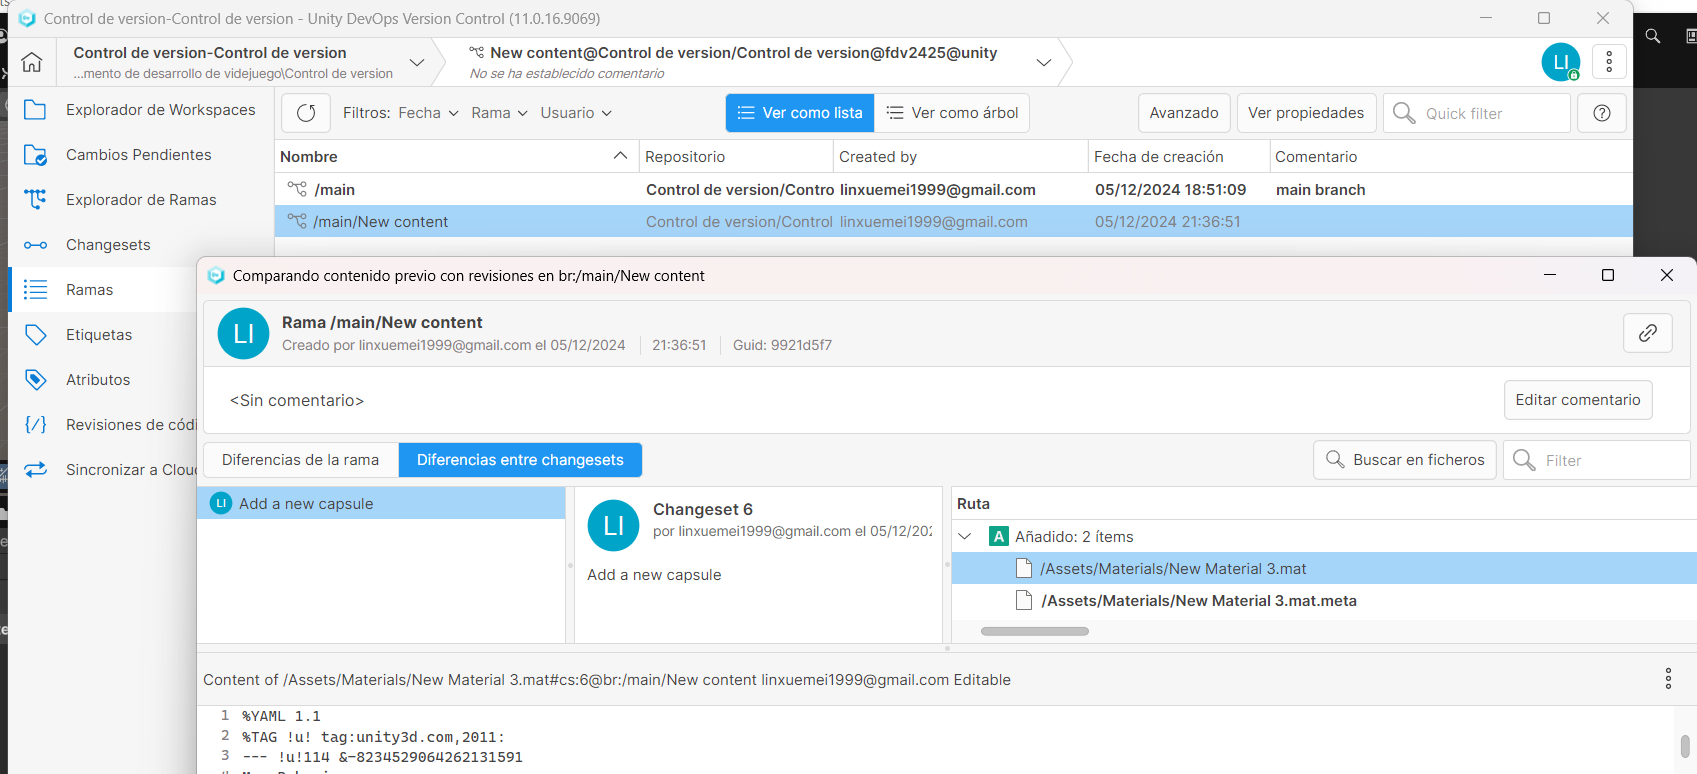 Control de version-Control de version - Unity DevOps Version Control (11.0.16.9069)
Control de version-Control de version
...mento de desarrollo de videjuego\Control de version
New content@Control de version/Control de version@fdv2425@unity
No se ha establecido comentario
LI
Explorador de Workspaces
Cambios Pendientes
Explorador de Ramas
Changesets
Ramas
Etiquetas
Atributos
Revisiones de códi
Sincronizar a Clou
Filtros: Fecha Rama Usuario
Ver como lista
Ver como árbol
Avanzado
Ver propiedades
Quick filter
Nombre Repositorio Created by Fecha de creación Comentario
/main Control de version/Contro linxuemei1999@gmail.com 05/12/2024 18:51:09 main branch
/main/New content Control de version/Control linxuemei1999@gmail.com 05/12/2024 21:36:51
Comparando contenido previo con revisiones en br:/main/New content
LI
Rama /main/New content
Creado por linxuemei1999@gmail.com el 05/12/2024 21:36:51 Guid: 9921d5f7
<Sin comentario>
Editar comentario
Diferencias de la rama
Diferencias entre changesets
Buscar en ficheros
Filter
LI Add a new capsule
LI
Changeset 6
por linxuemei1999@gmail.com el 05/12/202
Add a new capsule
Ruta
A Añadido: 2 ítems
/Assets/Materials/New Material 3.mat
/Assets/Materials/New Material 3.mat.meta
Content of /Assets/Materials/New Material 3.mat#cs:6@br:/main/New content linxuemei1999@gmail.com Editable
1 %YAML 1.1
2 %TAG !u! tag:unity3d.com,2011:
3 --- !u!114 &-8234529064262131591